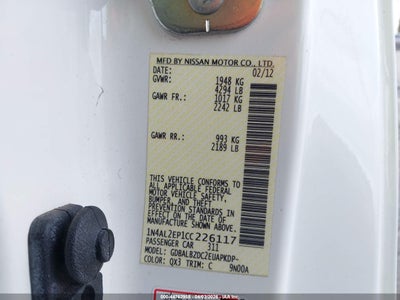 MFD BY NISSAN MOTOR CO., LTD.
DATE: 02/12
GVWR: 1948 KG
4294 LB
GAWR FR: 1017 KG
2242 LB
GAWR RR: 993 KG
2189 LB
THIS VEHICLE CONFORMS TO ALL
APPLICABLE FEDERAL MOTOR
VEHICLE SAFETY AND
THEFT PREVENTION STANDARDS IN
EFFECT ON THE DATE OF
MANUFACTURE SHOWN ABOVE.
1N4AL2EP1CC226117
PASSENGER CAR 311
MODEL: GDBALBZDC2EUAPKDP-
COLOR: QX3 TRIM: C 9N00A